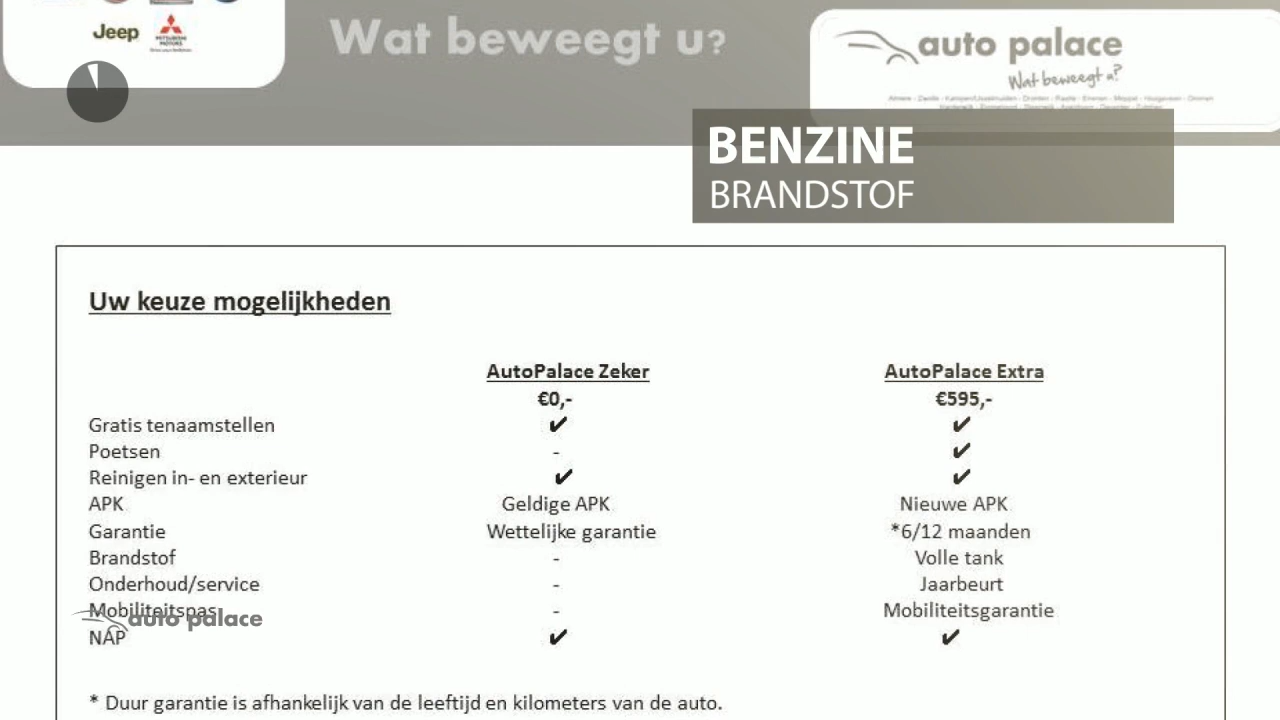 Jeep
MITSUBISHI
MOTORS
Wat beweegt u?
auto palace
Wat beweegt u?
BENZINE
BRANDSTOF
Uw keuze mogelijkheden
AutoPalace Zeker AutoPalace Extra
€0,- €595,-
Gratis tenaamstellen ✔ ✔
Poetsen - ✔
Reinigen in- en exterieur ✔ ✔
APK Geldige APK Nieuwe APK
Garantie Wettelijke garantie *6/12 maanden
Brandstof - Volle tank
Onderhoud/service - Jaarbeurt
Mobiliteitspas - Mobiliteitsgarantie
auto palace
NAP ✔ ✔
* Duur garantie is afhankelijk van de leeftijd en kilometers van de auto.